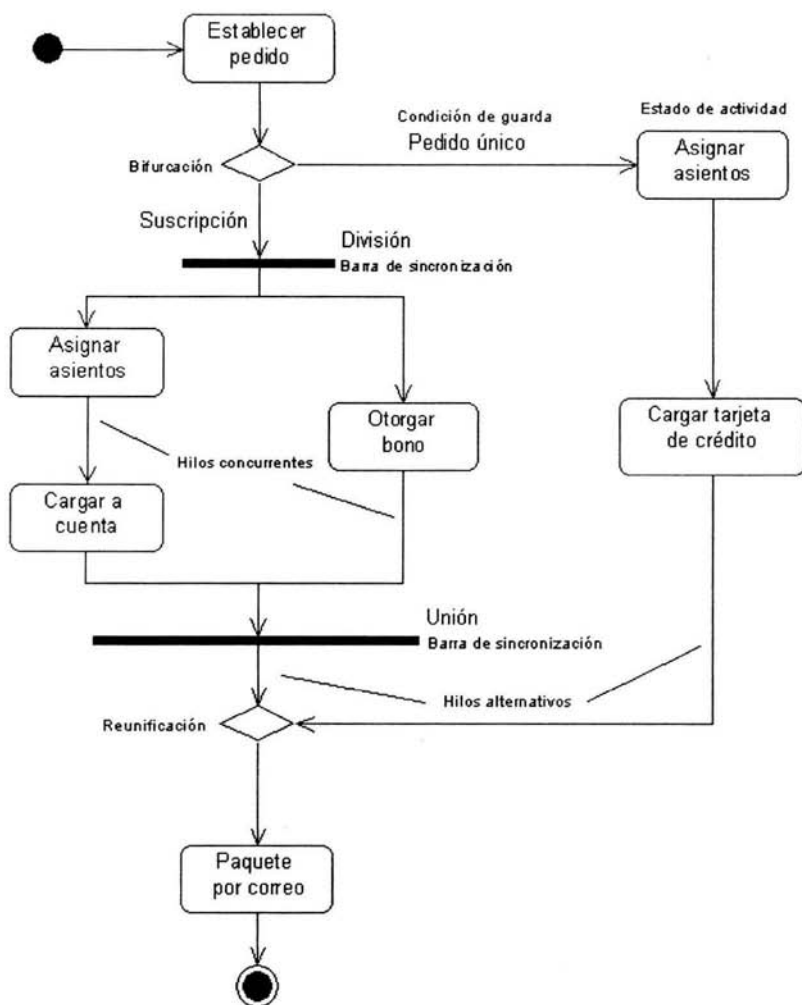 Establecer
pedido
Condición de guarda
Pedido único
Estado de actividad
Asignar
asientos
Bifurcación
Suscripción
División
Barra de sincronización
Asignar
asientos
Otorgar
bono
Cargar tarjeta
de crédito
Hilos concurrentes
Cargar a
cuenta
Unión
Barra de sincronización
Hilos alternativos
Reunificación
Paquete
por correo